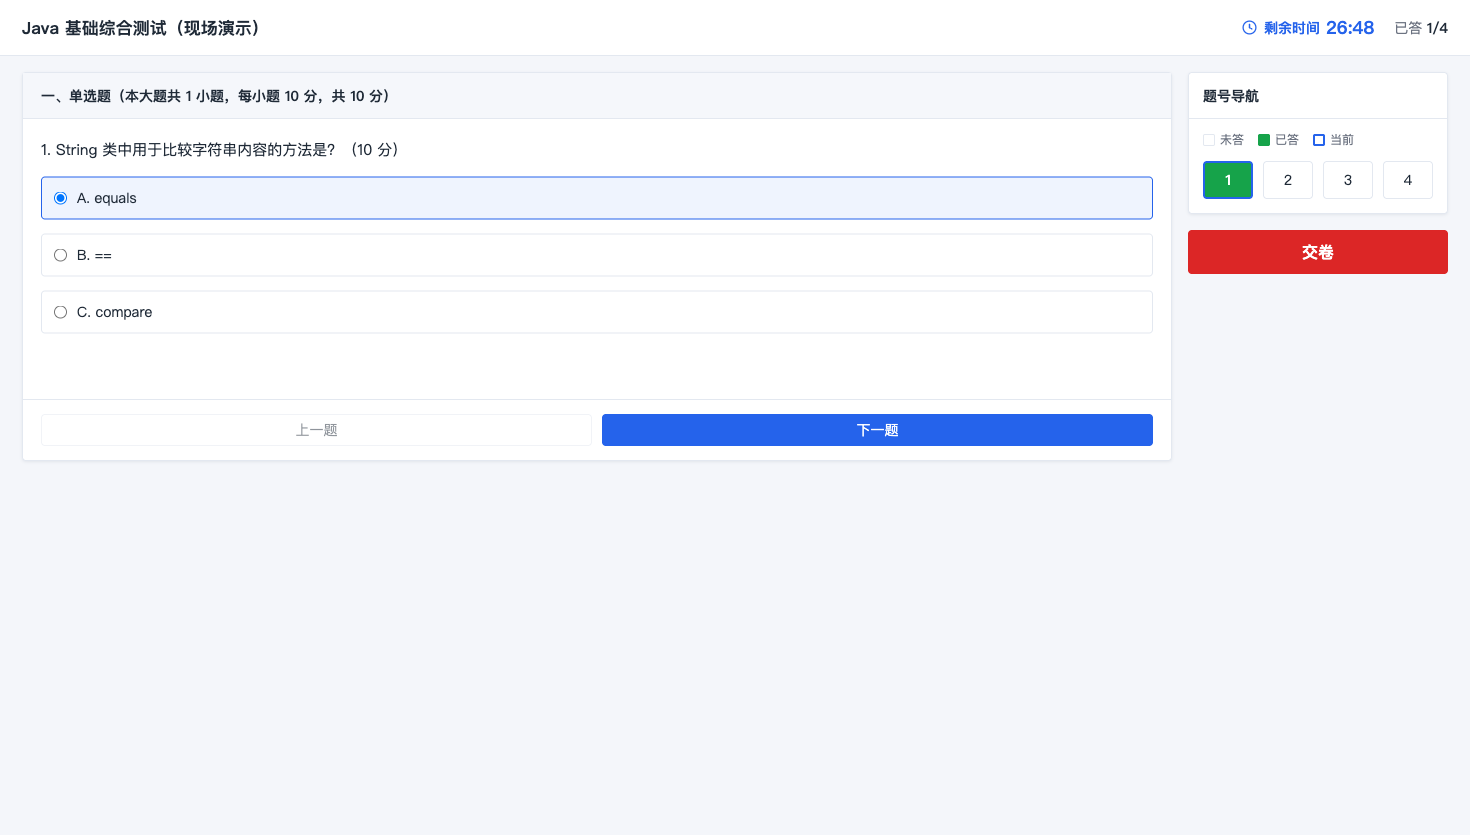 Java 基础综合测试（现场演示）
剩余时间 26:48 已答 1/4
一、单选题（本大题共 1 小题，每小题 10 分，共 10 分）
1. String 类中用于比较字符串内容的方法是？ （10 分）
A. equals
B. ==
C. compare
上一题
下一题
题号导航
未答 已答 当前
1 2 3 4
交卷